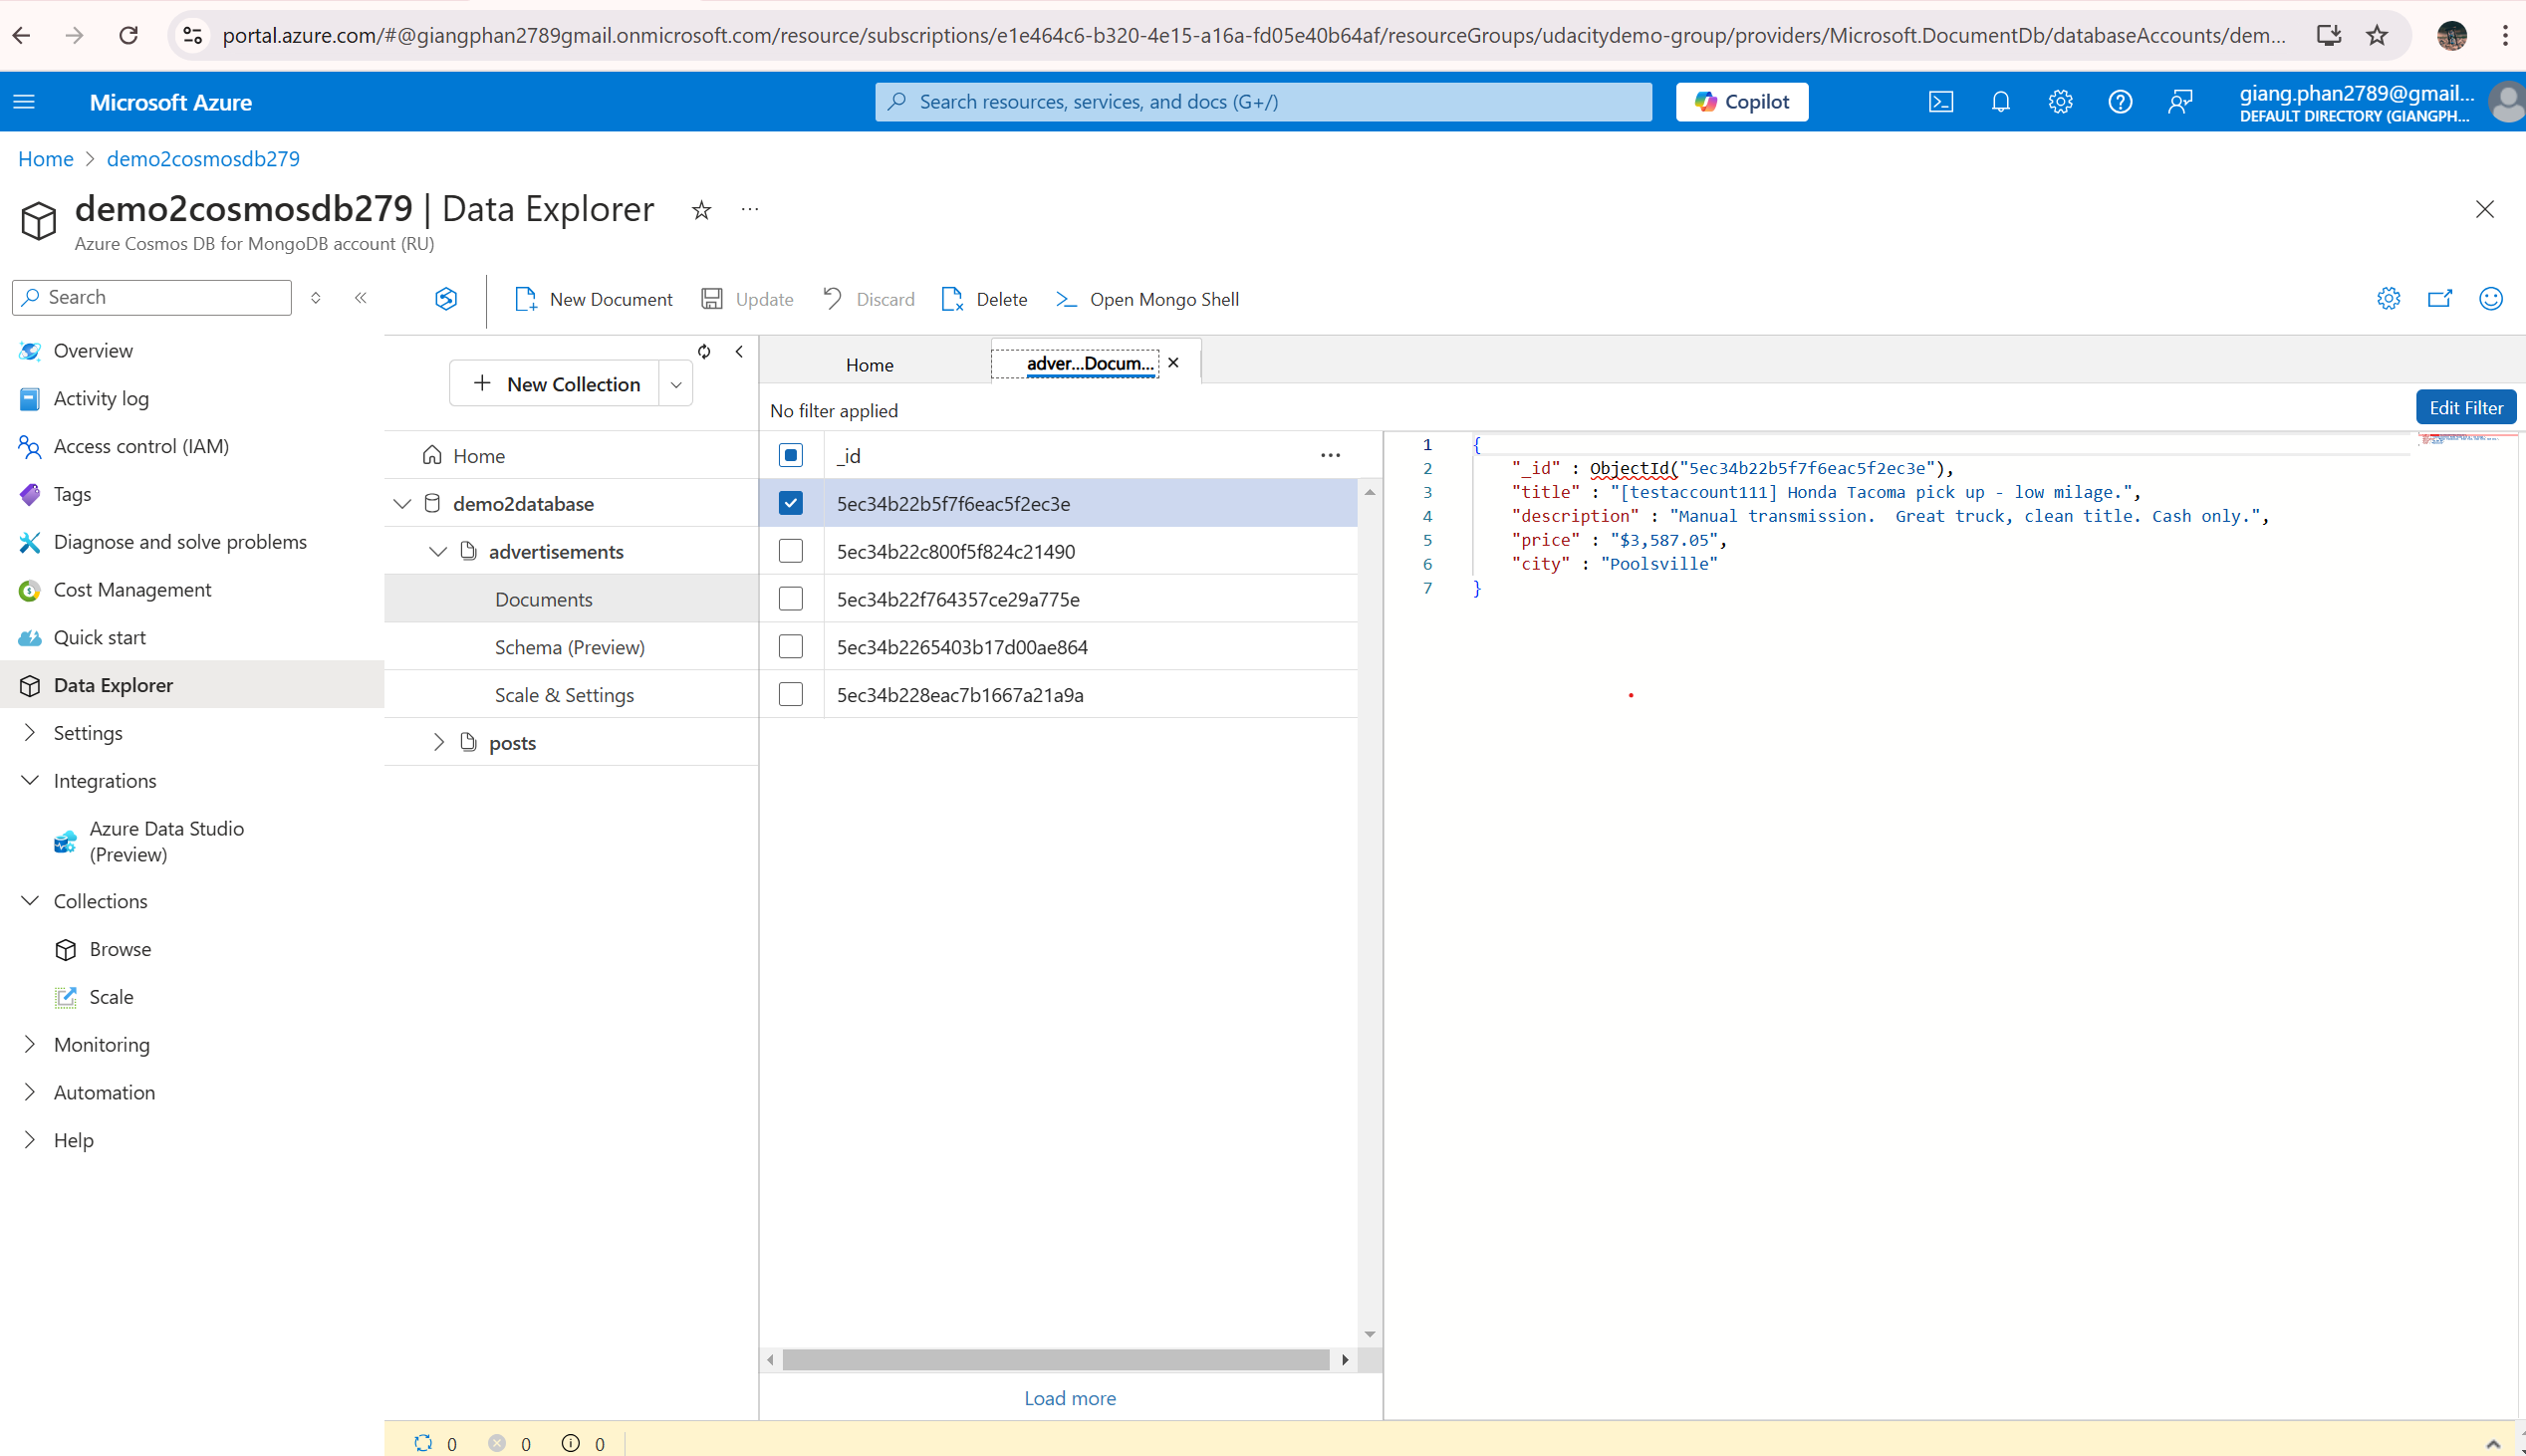 portal.azure.com/#@giangphan2789gmail.onmicrosoft.com/resource/subscriptions/e1e464c6-b320-4e15-a16a-fd05e40b64af/resourceGroups/udacitydemo-group/providers/Microsoft.DocumentDb/databaseAccounts/dem...
Microsoft Azure
Search resources, services, and docs (G+/)
Copilot
giang.phan2789@gmail...
DEFAULT DIRECTORY (GIANGPH...
Home > demo2cosmosdb279
demo2cosmosdb279 | Data Explorer
Azure Cosmos DB for MongoDB account (RU)
Search
New Document
Update
Discard
Delete
Open Mongo Shell
Overview
Activity log
Access control (IAM)
Tags
Diagnose and solve problems
Cost Management
Quick start
Data Explorer
Settings
Integrations
Azure Data Studio
(Preview)
Collections
Browse
Scale
Monitoring
Automation
Help
New Collection
Home
demo2database
advertisements
Documents
Schema (Preview)
Scale & Settings
posts
Home
adver...Docum...
No filter applied
Edit Filter
_id
5ec34b22b5f7f6eac5f2ec3e
5ec34b22c800f5f824c21490
5ec34b22f764357ce29a775e
5ec34b2265403b17d00ae864
5ec34b228eac7b1667a21a9a
Load more
1 {
2 "_id" : ObjectId("5ec34b22b5f7f6eac5f2ec3e"),
3 "title" : "[testaccount111] Honda Tacoma pick up - low milage.",
4 "description" : "Manual transmission.  Great truck, clean title. Cash only.",
5 "price" : "$3,587.05",
6 "city" : "Poolsville"
7 }
0 0 0